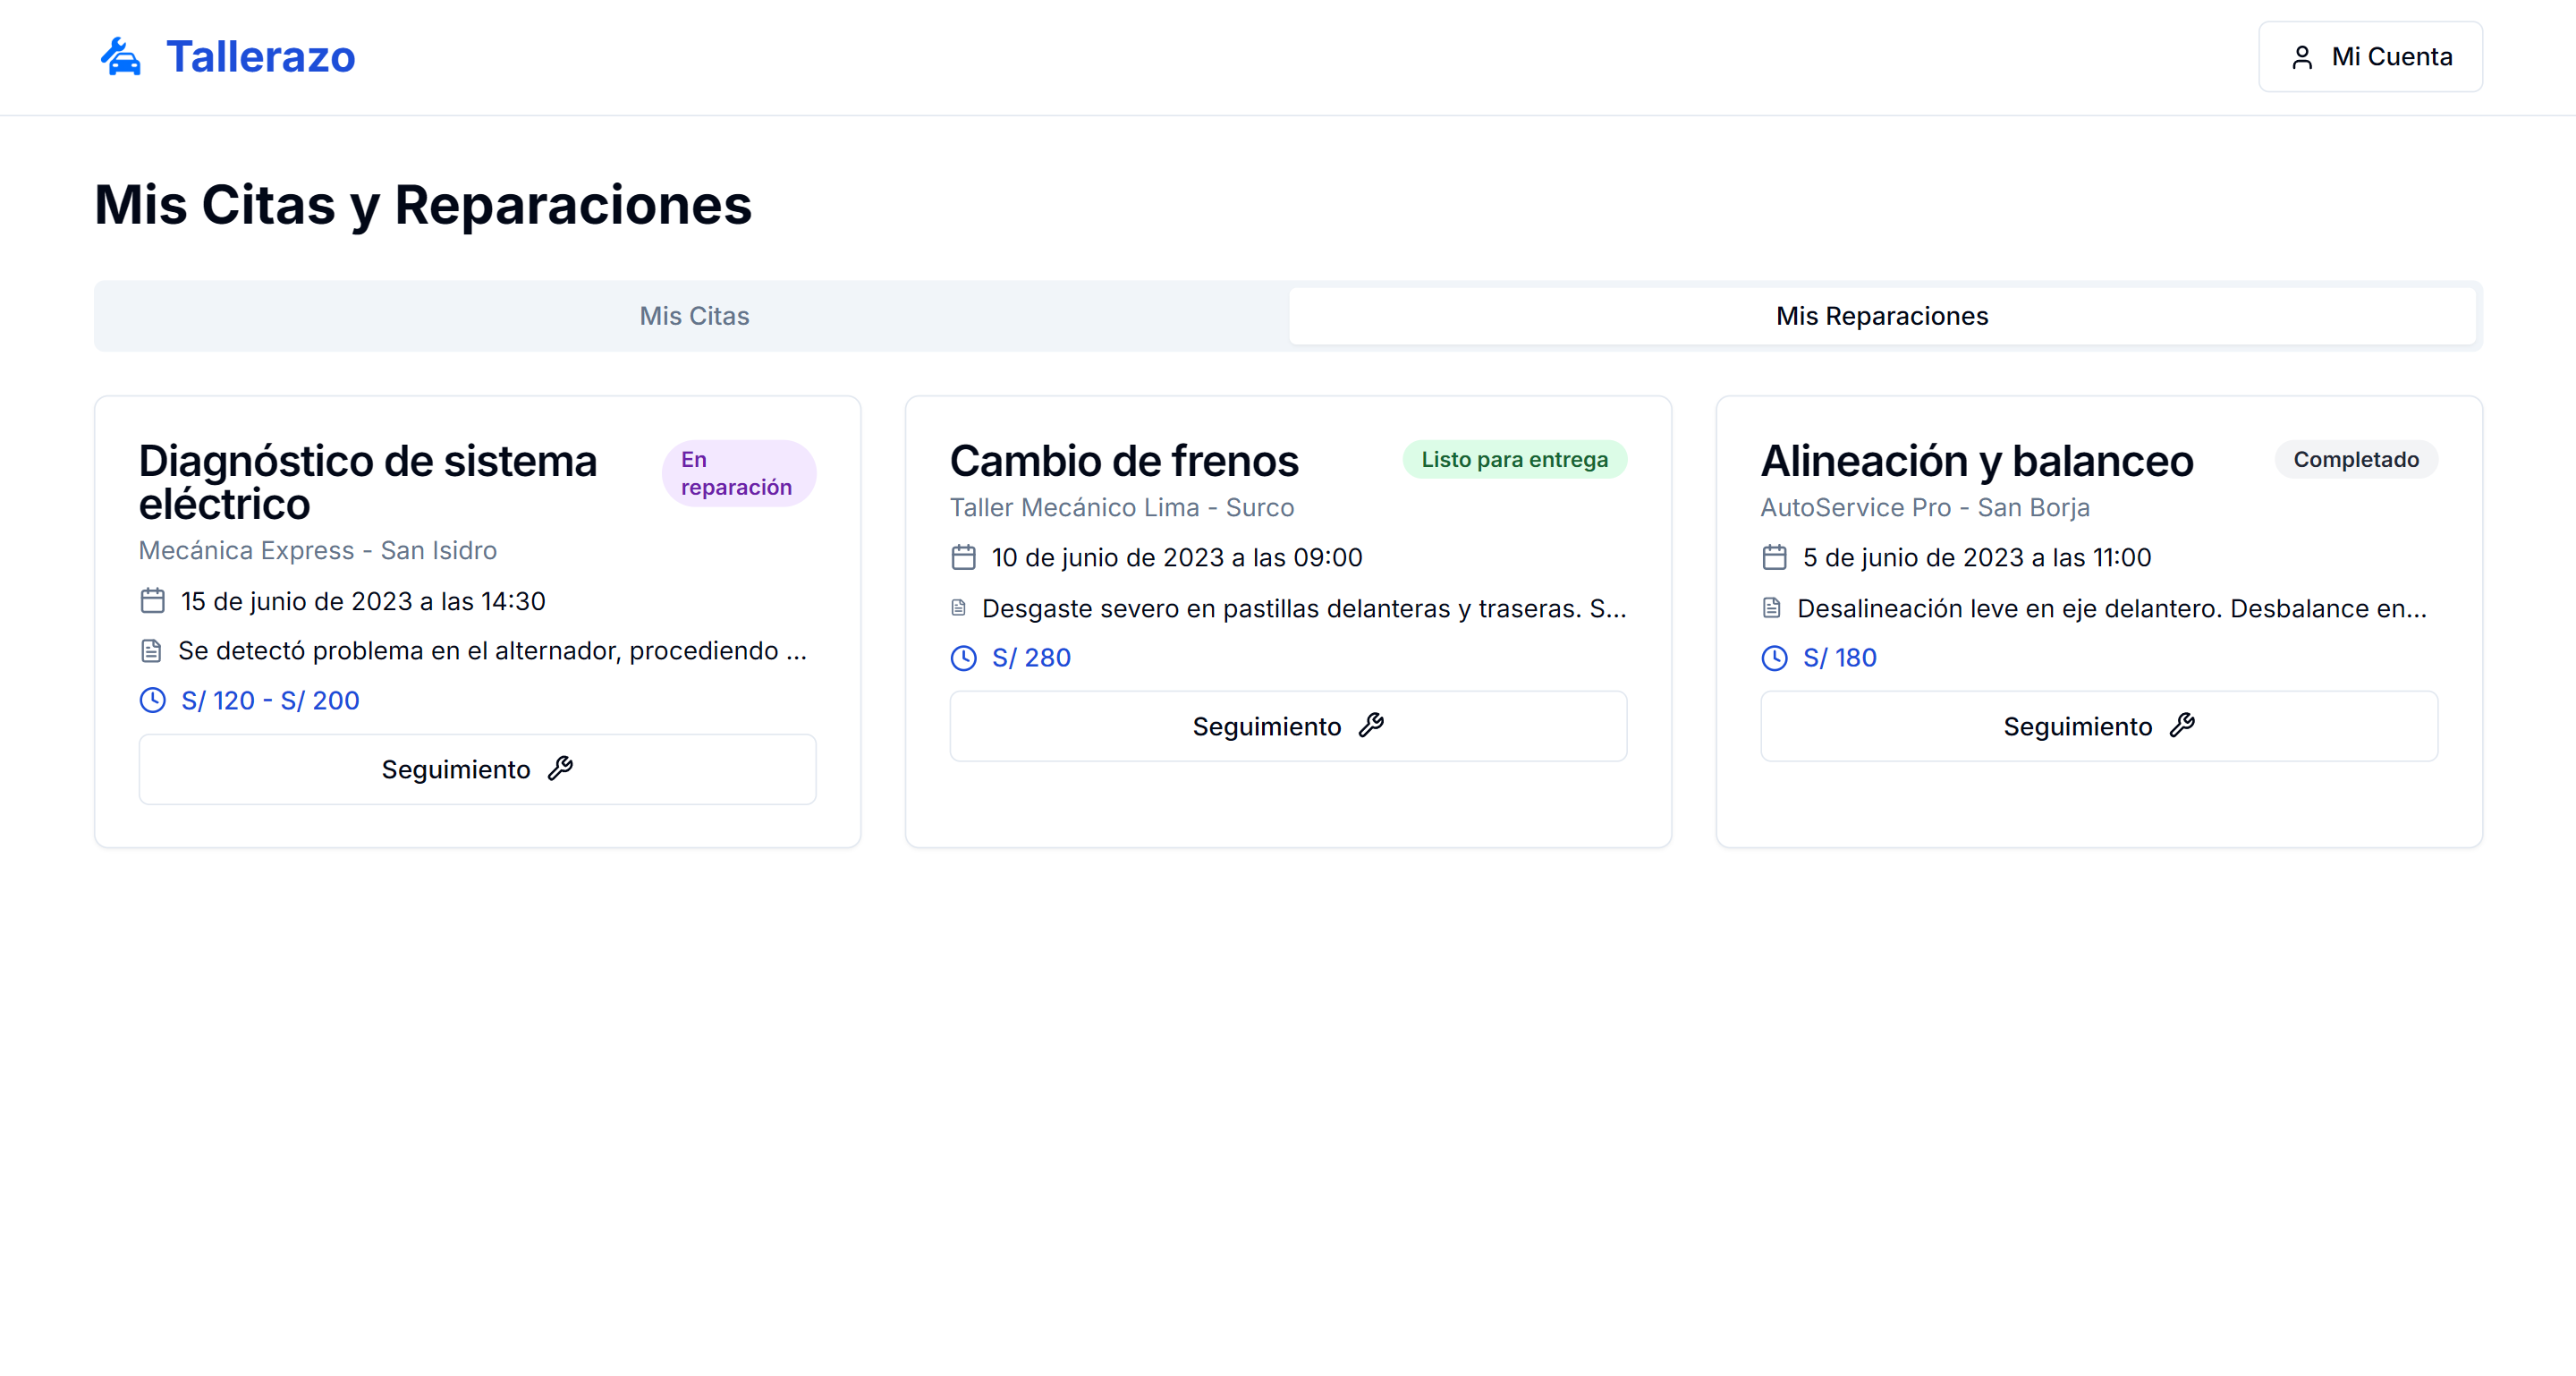 Tallerazo
Mi Cuenta
Mis Citas y Reparaciones
Mis Citas
Mis Reparaciones
Diagnóstico de sistema
eléctrico
En
reparación
Mecánica Express - San Isidro
15 de junio de 2023 a las 14:30
Se detectó problema en el alternador, procediendo ...
S/ 120 - S/ 200
Seguimiento
Cambio de frenos
Listo para entrega
Taller Mecánico Lima - Surco
10 de junio de 2023 a las 09:00
Desgaste severo en pastillas delanteras y traseras. S...
S/ 280
Seguimiento
Alineación y balanceo
Completado
AutoService Pro - San Borja
5 de junio de 2023 a las 11:00
Desalineación leve en eje delantero. Desbalance en...
S/ 180
Seguimiento